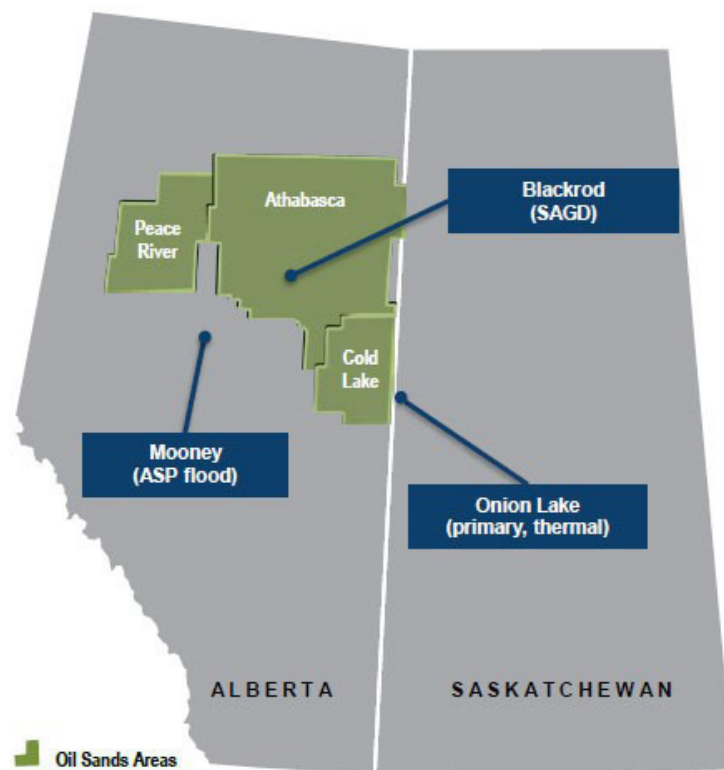 Athabasca
Blackrod
(SAGD)
Peace
River
Cold
Lake
Mooney
(ASP flood)
Onion Lake
(primary, thermal)
ALBERTA
SASKATCHEWAN
Oil Sands Areas